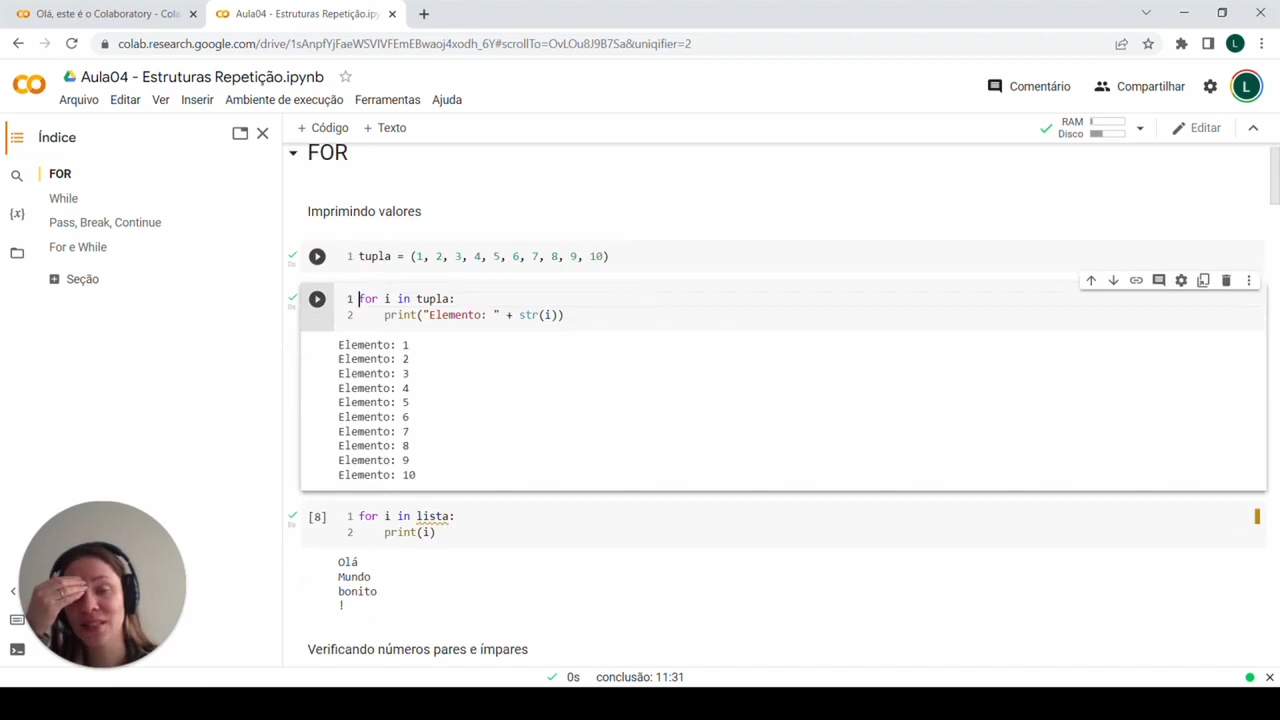 Olá, este é o Colaboratory - Cola
Aula04 - Estruturas Repetição.ipyn
colab.research.google.com/drive/1sAnpfYjFaeWSVIVFEmEBwaoj4xodh_6Y#scrollTo=OvLOu8J9B7Sa&uniqifier=2
L
Aula04 - Estruturas Repetição.ipynb
Arquivo Editar Ver Inserir Ambiente de execução Ferramentas Ajuda
Comentário
Compartilhar
L
Índice
FOR
While
Pass, Break, Continue
For e While
Seção
+ Código + Texto
RAM
Disco
Editar
FOR
Imprimindo valores
0s
1 tupla = (1, 2, 3, 4, 5, 6, 7, 8, 9, 10)
0s
1 for i in tupla:
2 print("Elemento: " + str(i))
Elemento: 1
Elemento: 2
Elemento: 3
Elemento: 4
Elemento: 5
Elemento: 6
Elemento: 7
Elemento: 8
Elemento: 9
Elemento: 10
0s
[8] 1 for i in lista:
2 print(i)
Olá
Mundo
bonito
!
Verificando números pares e ímpares
0s conclusão: 11:31